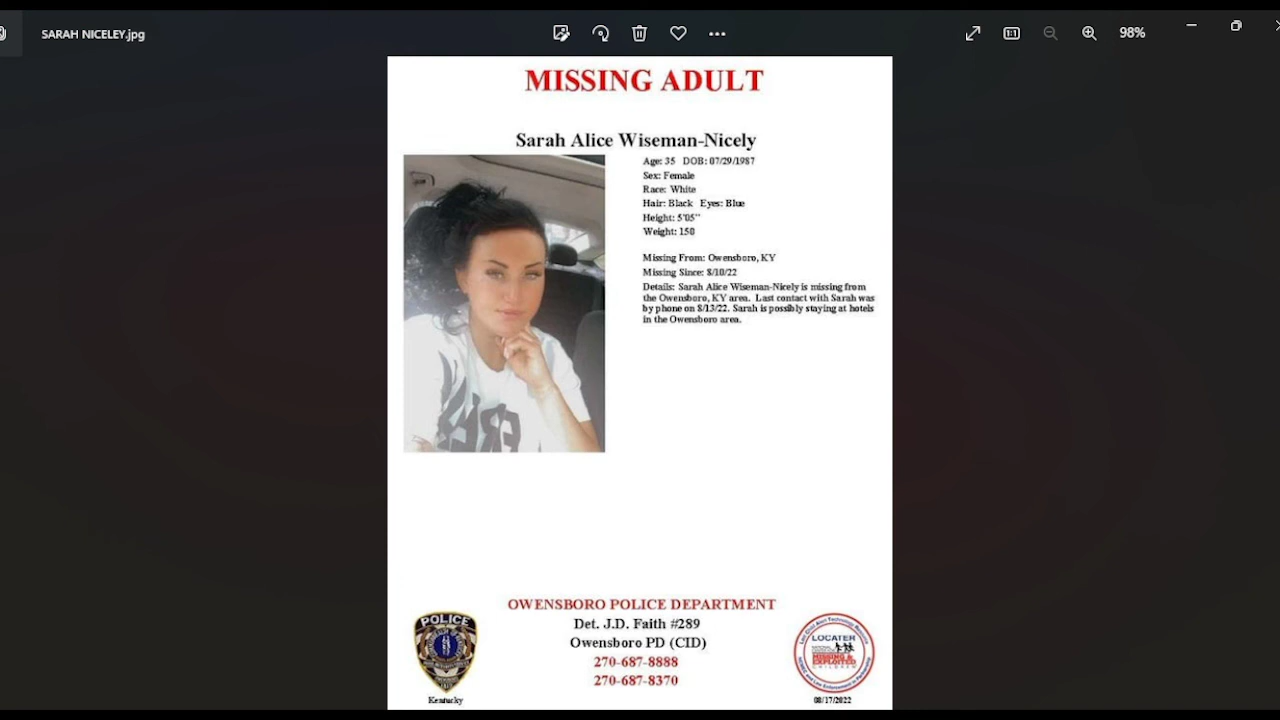 SARAH NICELEY.jpg
98%
MISSING ADULT
Sarah Alice Wiseman-Nicely
Age: 35 DOB: 07/29/1987
Sex: Female
Race: White
Hair: Black Eyes: Blue
Height: 5'05"
Weight: 150
Missing From: Owensboro, KY
Missing Since: 8/10/22
Details: Sarah Alice Wiseman-Nicely is missing from
the Owensboro, KY area. Last contact with Sarah was
by phone on 8/13/22. Sarah is possibly staying at hotels
in the Owensboro area.
OWENSBORO POLICE DEPARTMENT
Det. J.D. Faith #289
Owensboro PD (CID)
270-687-8888
270-687-8370
POLICE
Kentucky
LOCATER
MISSING &
EXPLOITED
CHILDREN
08/17/2022